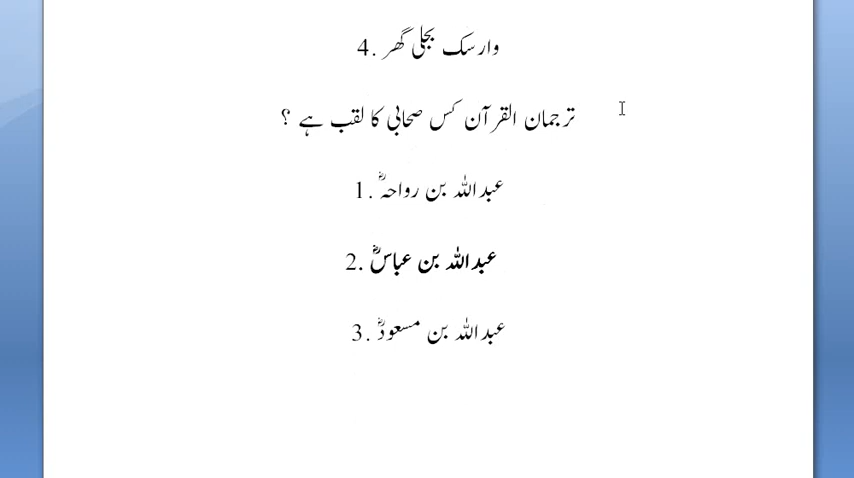 4. وارسک بجلی گھر
ترجمان القرآن کس صحابی کا لقب ہے ؟
1. عبداللہ بن رواحہؓ
2. عبداللہ بن عباسؓ
3. عبداللہ بن مسعودؓ